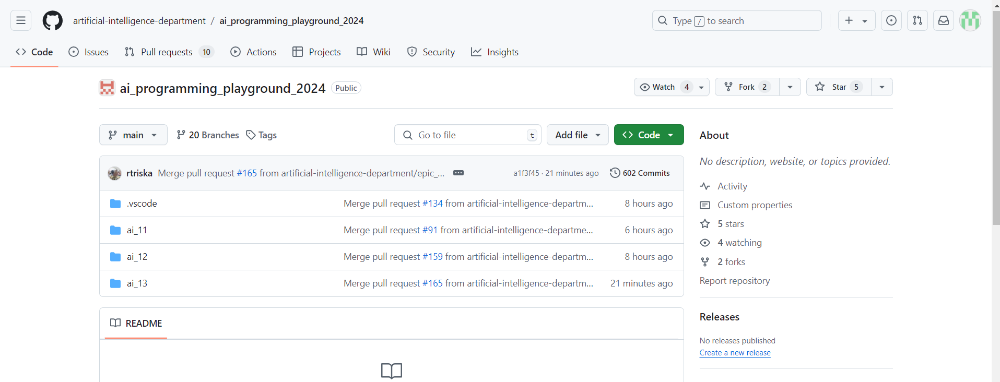 artificial-intelligence-department / ai_programming_playground_2024
Type / to search
Code Issues Pull requests 10 Actions Projects Wiki Security Insights
ai_programming_playground_2024 Public
Watch 4 Fork 2 Star 5
main 20 Branches Tags Go to file t Add file Code
rtriska Merge pull request #165 from artificial-intelligence-department/epic_... a1f3f45 · 21 minutes ago 602 Commits
.vscode Merge pull request #134 from artificial-intelligence-departm... 8 hours ago
ai_11 Merge pull request #91 from artificial-intelligence-departme... 6 hours ago
ai_12 Merge pull request #159 from artificial-intelligence-departm... 8 hours ago
ai_13 Merge pull request #165 from artificial-intelligence-departm... 21 minutes ago
README
About
No description, website, or topics provided.
Activity
Custom properties
5 stars
4 watching
2 forks
Report repository
Releases
No releases published
Create a new release